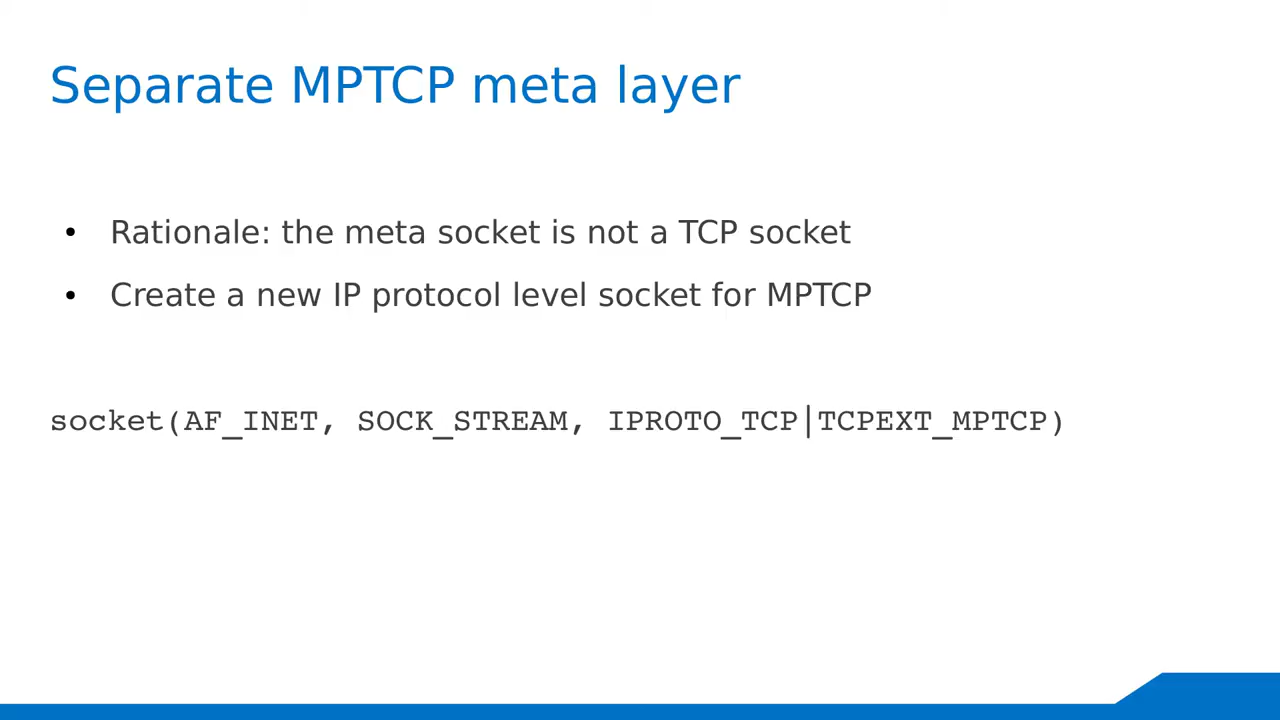 Separate MPTCP meta layer
• Rationale: the meta socket is not a TCP socket
• Create a new IP protocol level socket for MPTCP
socket(AF_INET, SOCK_STREAM, IPROTO_TCP|TCPEXT_MPTCP)